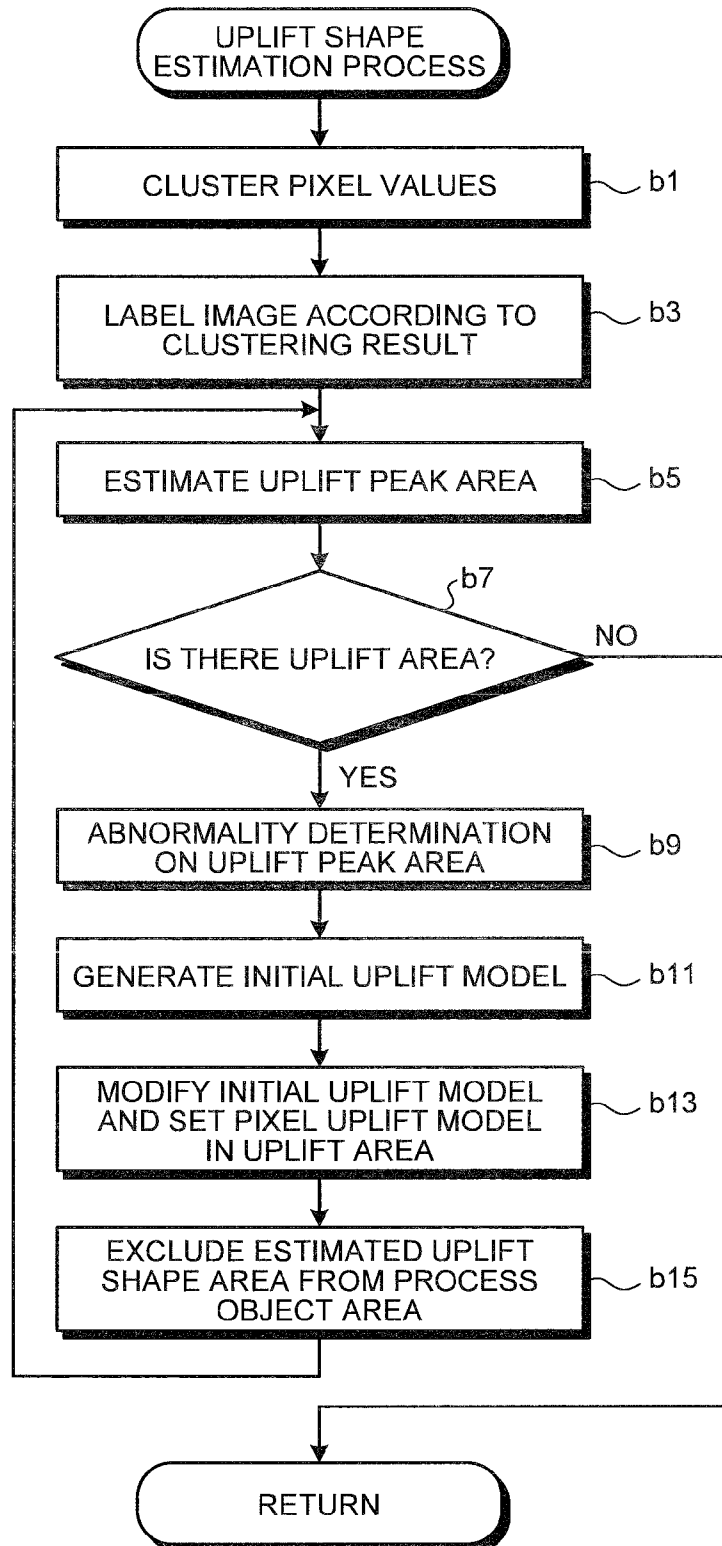 UPLIFT SHAPE
ESTIMATION PROCESS
CLUSTER PIXEL VALUES
b1
LABEL IMAGE ACCORDING TO
CLUSTERING RESULT
b3
ESTIMATE UPLIFT PEAK AREA
b5
b7
IS THERE UPLIFT AREA?
NO
YES
ABNORMALITY DETERMINATION
ON UPLIFT PEAK AREA
b9
GENERATE INITIAL UPLIFT MODEL
b11
MODIFY INITIAL UPLIFT MODEL
AND SET PIXEL UPLIFT MODEL
IN UPLIFT AREA
b13
EXCLUDE ESTIMATED UPLIFT
SHAPE AREA FROM PROCESS
OBJECT AREA
b15
RETURN